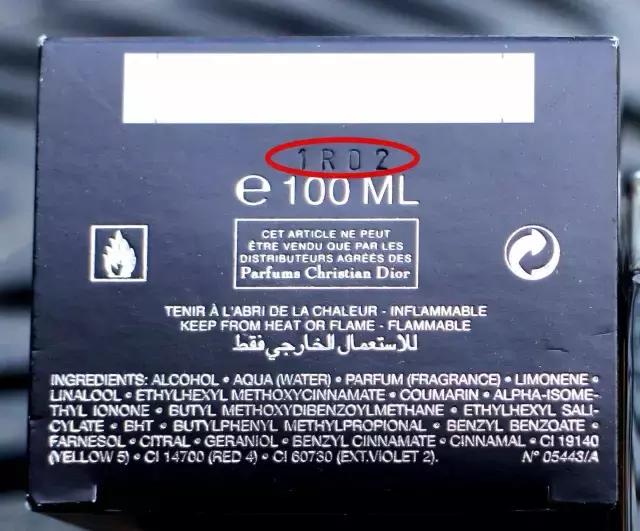 1R02
e 100 ML
CET ARTICLE NE PEUT
ÊTRE VENDU QUE PAR LES
DISTRIBUTEURS AGRÉÉS DES
Parfums Christian Dior
TENIR À L'ABRI DE LA CHALEUR - INFLAMMABLE
KEEP FROM HEAT OR FLAME - FLAMMABLE
للاستعمال الخارجي فقط
INGREDIENTS: ALCOHOL • AQUA (WATER) • PARFUM (FRAGRANCE) • LIMONENE •
LINALOOL • ETHYLHEXYL METHOXYCINNAMATE • COUMARIN • ALPHA-ISOME-
THYL IONONE • BUTYL METHOXYDIBENZOYLMETHANE • ETHYLHEXYL SALI-
CYLATE • BHT • BUTYLPHENYL METHYLPROPIONAL • BENZYL BENZOATE •
FARNESOL • CITRAL • GERANIOL • BENZYL CINNAMATE • CINNAMAL • CI 19140
(YELLOW 5) • CI 14700 (RED 4) • CI 60730 (EXT.VIOLET 2). N° 05443/A